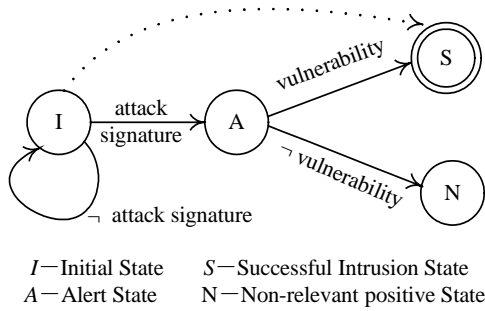 S
vulnerability
I
attack
signature
A
¬ vulnerability
N
¬ attack signature
I—Initial State
S—Successful Intrusion State
A—Alert State
N—Non-relevant positive State